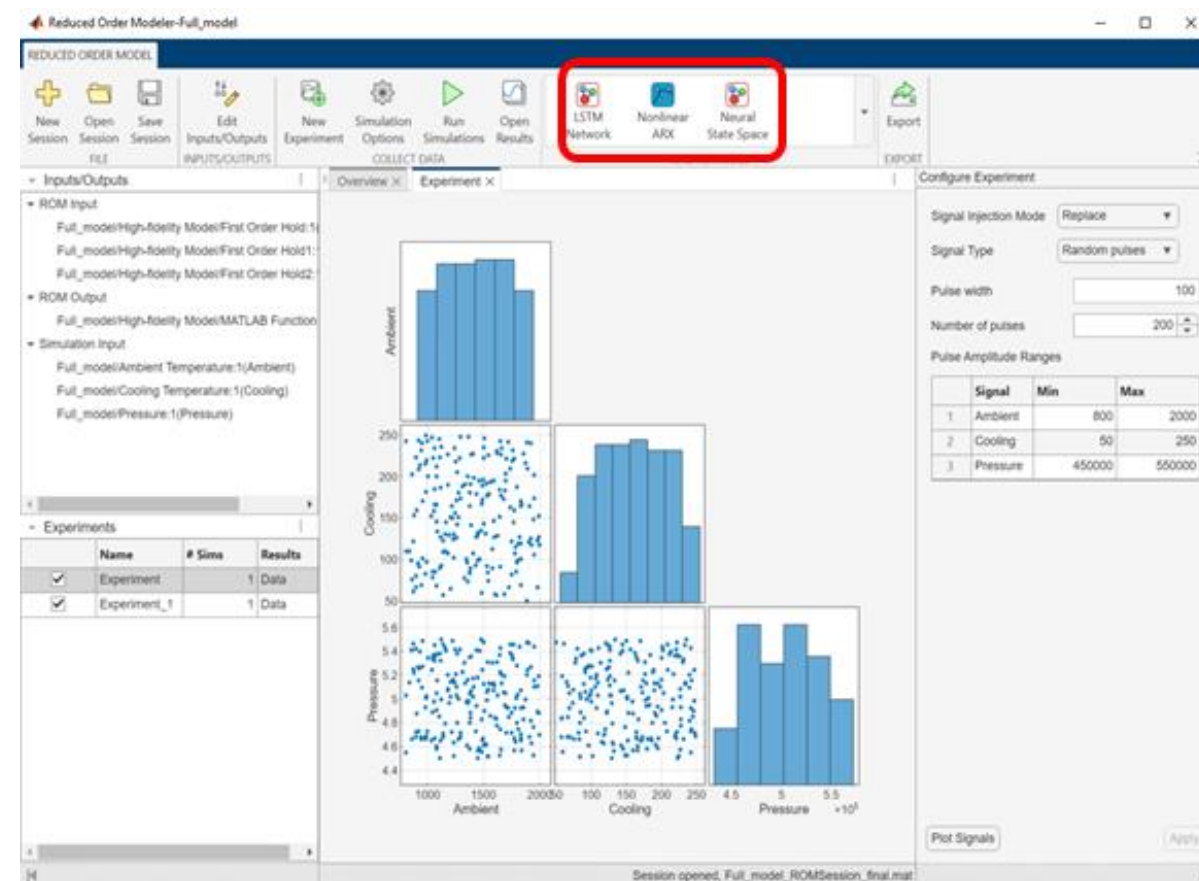 Reduced Order Modeler-Full_model
REDUCED ORDER MODEL
New Session
Open Session
Save Session
Edit Inputs/Outputs
New Experiment
Simulation Options
Run Simulations
Open Results
LSTM Network
Nonlinear ARX
Neural State Space
Export
FILE
INPUTS/OUTPUTS
COLLECT DATA
EXPORT
Inputs/Outputs
ROM Input
Full_model/High-fidelity Model/First Order Hold:1(
Full_model/High-fidelity Model/First Order Hold1:
Full_model/High-fidelity Model/First Order Hold2:
ROM Output
Full_model/High-fidelity Model/MATLAB Function
Simulation Input
Full_model/Ambient Temperature:1(Ambient)
Full_model/Cooling Temperature:1(Cooling)
Full_model/Pressure:1(Pressure)
Experiments
Name # Sims Results
Experiment 1 Data
Experiment_1 1 Data
Overview × Experiment ×
Ambient
250
200
150
100
50
Cooling
5.6
5.4
5.2
5
4.8
4.6
4.4
Pressure
1000 1500 2000 50 100 150 200 250 4.5 5 5.5
Ambient Cooling Pressure ×10⁵
Configure Experiment
Signal Injection Mode Replace
Signal Type Random pulses
Pulse width 100
Number of pulses 200
Pulse Amplitude Ranges
Signal Min Max
1 Ambient 800 2000
2 Cooling 50 250
3 Pressure 450000 550000
Plot Signals Apply
Session opened, Full_model_ROMSession_final.mat